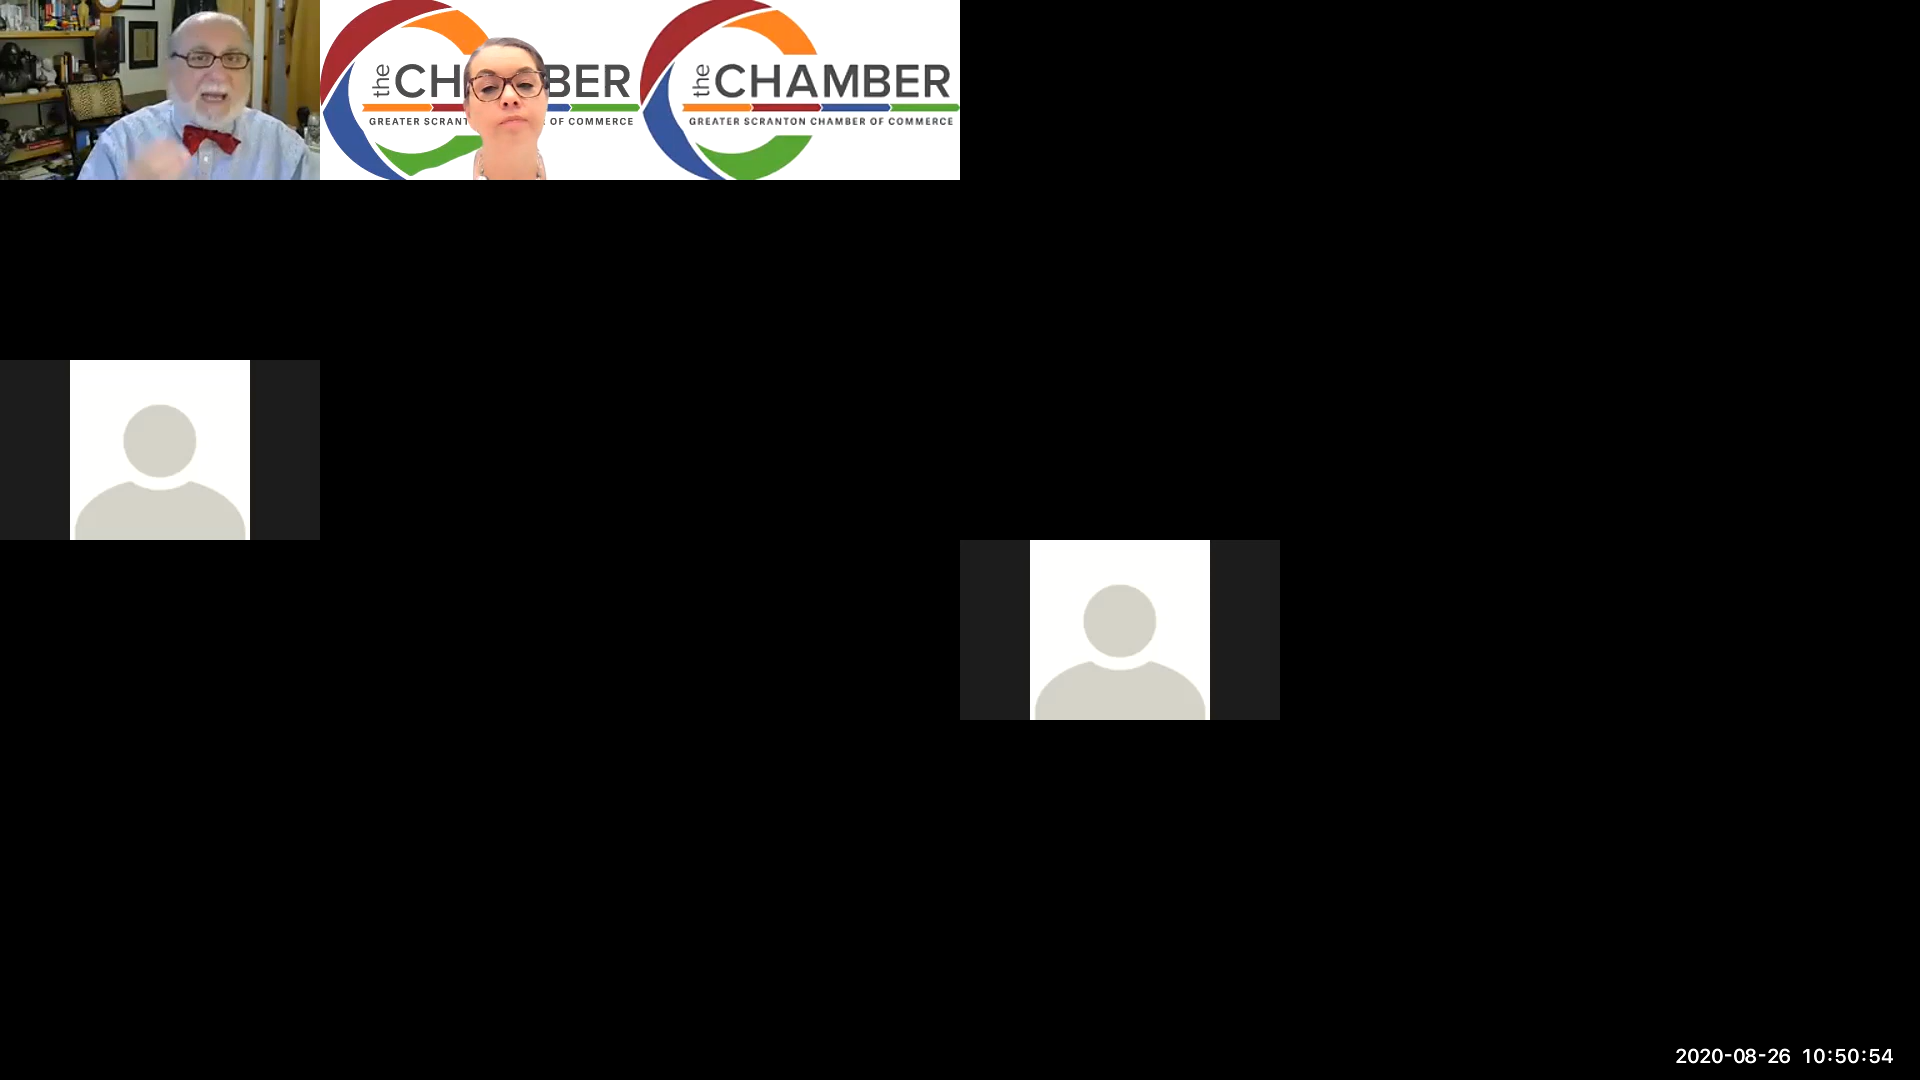 the CH BER
GREATER SCRANT OF COMMERCE
the CHAMBER
GREATER SCRANTON CHAMBER OF COMMERCE
2020-08-26 10:50:54